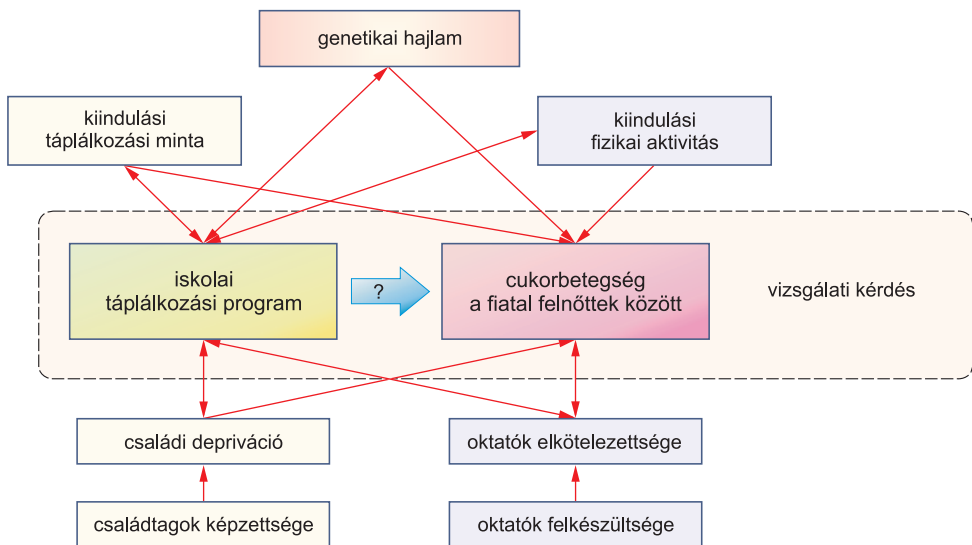 genetikai hajlam
kiindulási
táplálkozási minta
kiindulási
fizikai aktivitás
iskolai
táplálkozási program
?
cukorbetegség
a fiatal felnőttek között
vizsgálati kérdés
családi depriváció
oktatók elkötelezettsége
családtagok képzettsége
oktatók felkészültsége